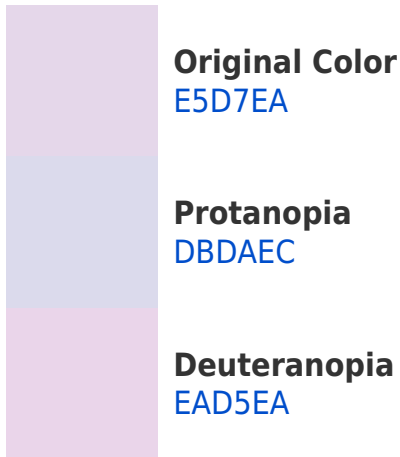 Original Color
E5D7EA
Protanopia
DBDAEC
Deuteranopia
EAD5EA